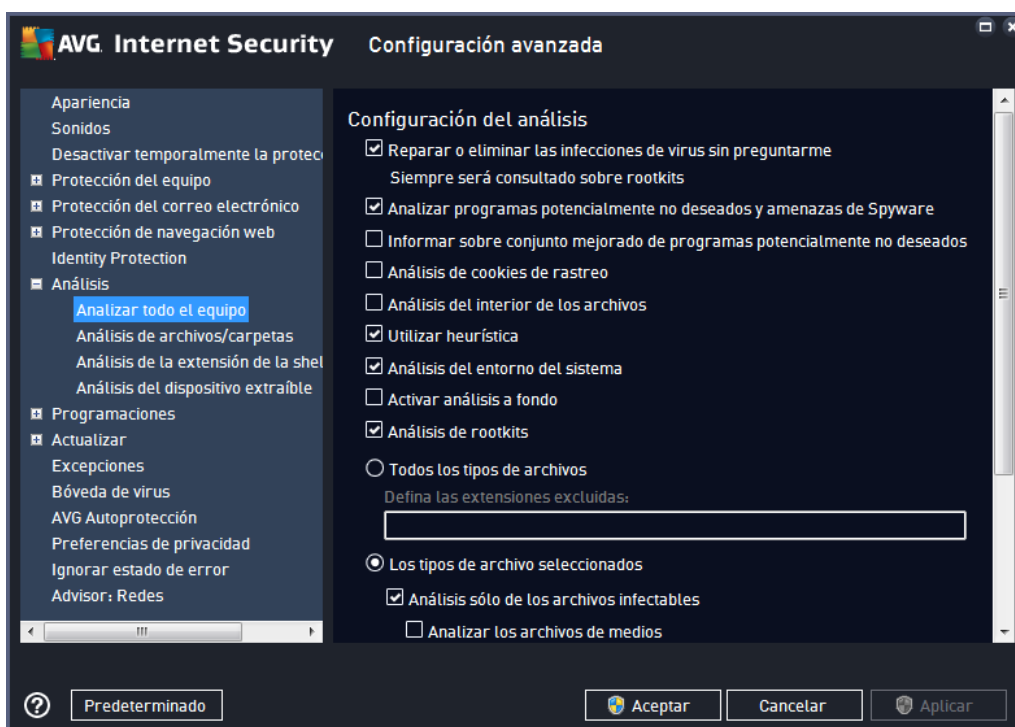 AVG. Internet Security
Configuración avanzada
Apariencia
Sonidos
Desactivar temporalmente la protec
Protección del equipo
Protección del correo electrónico
Protección de navegación web
Identity Protection
Análisis
Analizar todo el equipo
Análisis de archivos/carpetas
Análisis de la extensión de la shel
Análisis del dispositivo extraíble
Programaciones
Actualizar
Excepciones
Bóveda de virus
AVG Autoprotección
Preferencias de privacidad
Ignorar estado de error
Advisor: Redes
Configuración del análisis
Reparar o eliminar las infecciones de virus sin preguntarme
Siempre será consultado sobre rootkits
Analizar programas potencialmente no deseados y amenazas de Spyware
Informar sobre conjunto mejorado de programas potencialmente no deseados
Análisis de cookies de rastreo
Análisis del interior de los archivos
Utilizar heurística
Análisis del entorno del sistema
Activar análisis a fondo
Análisis de rootkits
Todos los tipos de archivos
Defina las extensiones excluidas:
Los tipos de archivo seleccionados
Análisis sólo de los archivos infectables
Analizar los archivos de medios
Predeterminado
Aceptar
Cancelar
Aplicar